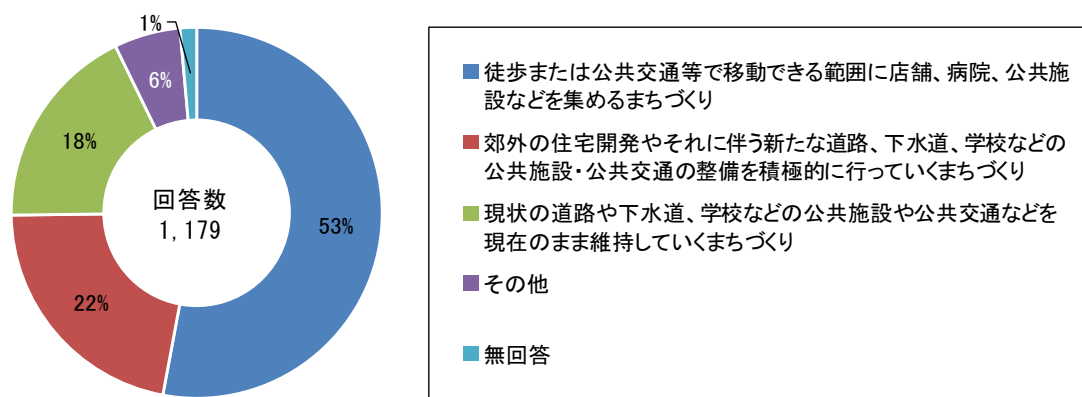 1%
6%
18%
22%
53%
回答数
1,179
徒歩または公共交通等で移動できる範囲に店舗、病院、公共施
設などを集めるまちづくり
郊外の住宅開発やそれに伴う新たな道路、下水道、学校などの
公共施設・公共交通の整備を積極的に行っていくまちづくり
現状の道路や下水道、学校などの公共施設や公共交通などを
現在のまま維持していくまちづくり
その他
無回答